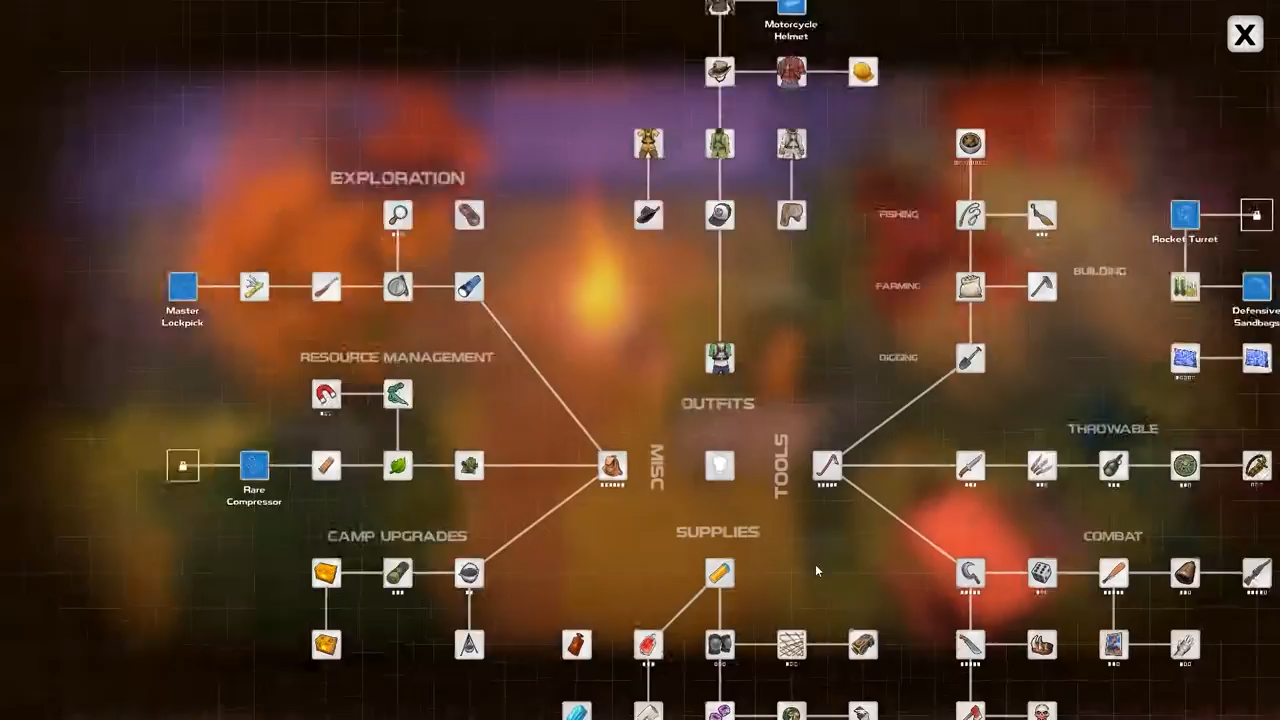 Motorcycle
Helmet
X
EXPLORATION
FISHING
Rocket Turret
BUILDING
FARMING
Master
Lockpick
Defensive
Sandbags
RESOURCE MANAGEMENT
DIGGING
OUTFITS
THROWABLE
MISC
TOOLS
Rare
Compressor
CAMP UPGRADES
SUPPLIES
COMBAT